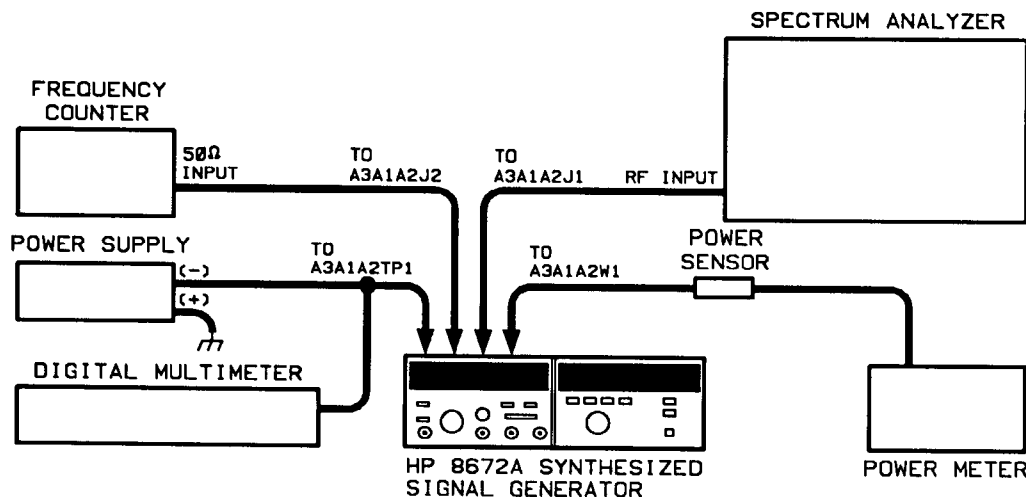 SPECTRUM ANALYZER
FREQUENCY
COUNTER
50Ω
INPUT
TO
A3A1A2J2
TO
A3A1A2J1
RF INPUT
POWER SUPPLY
(-)
(+)
TO
A3A1A2TP1
TO
A3A1A2W1
POWER
SENSOR
DIGITAL MULTIMETER
HP 8672A SYNTHESIZED
SIGNAL GENERATOR
POWER METER